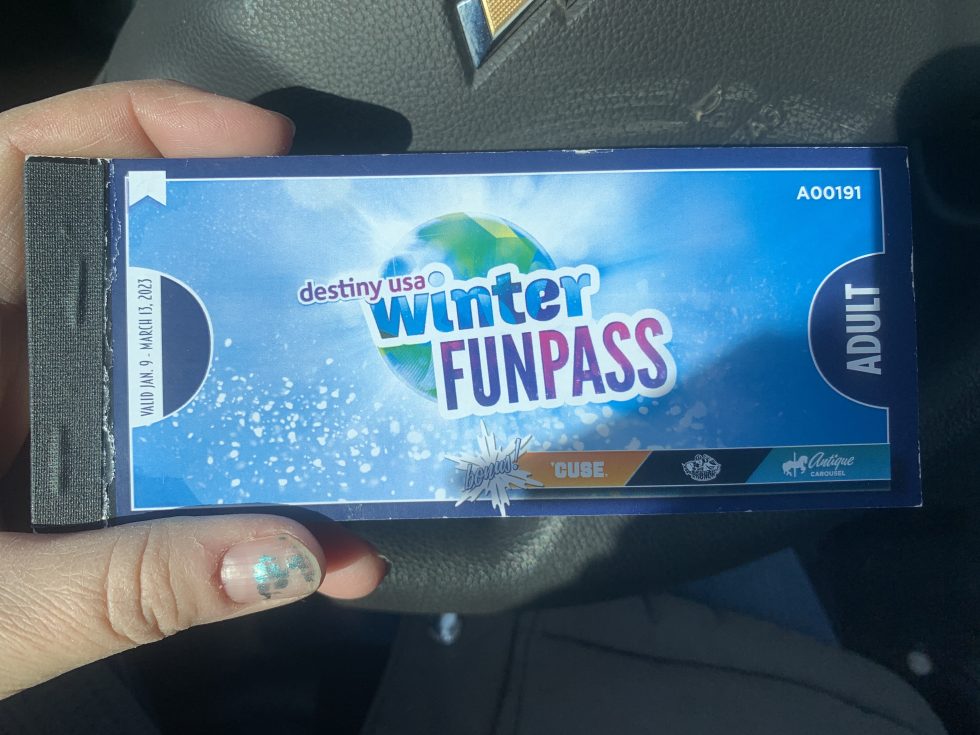 A00191
destiny usa
winter
FUNPASS
VALID JAN. 9 - MARCH 13, 2023
ADULT
bonus!
'CUSE
Antique
CAROUSEL